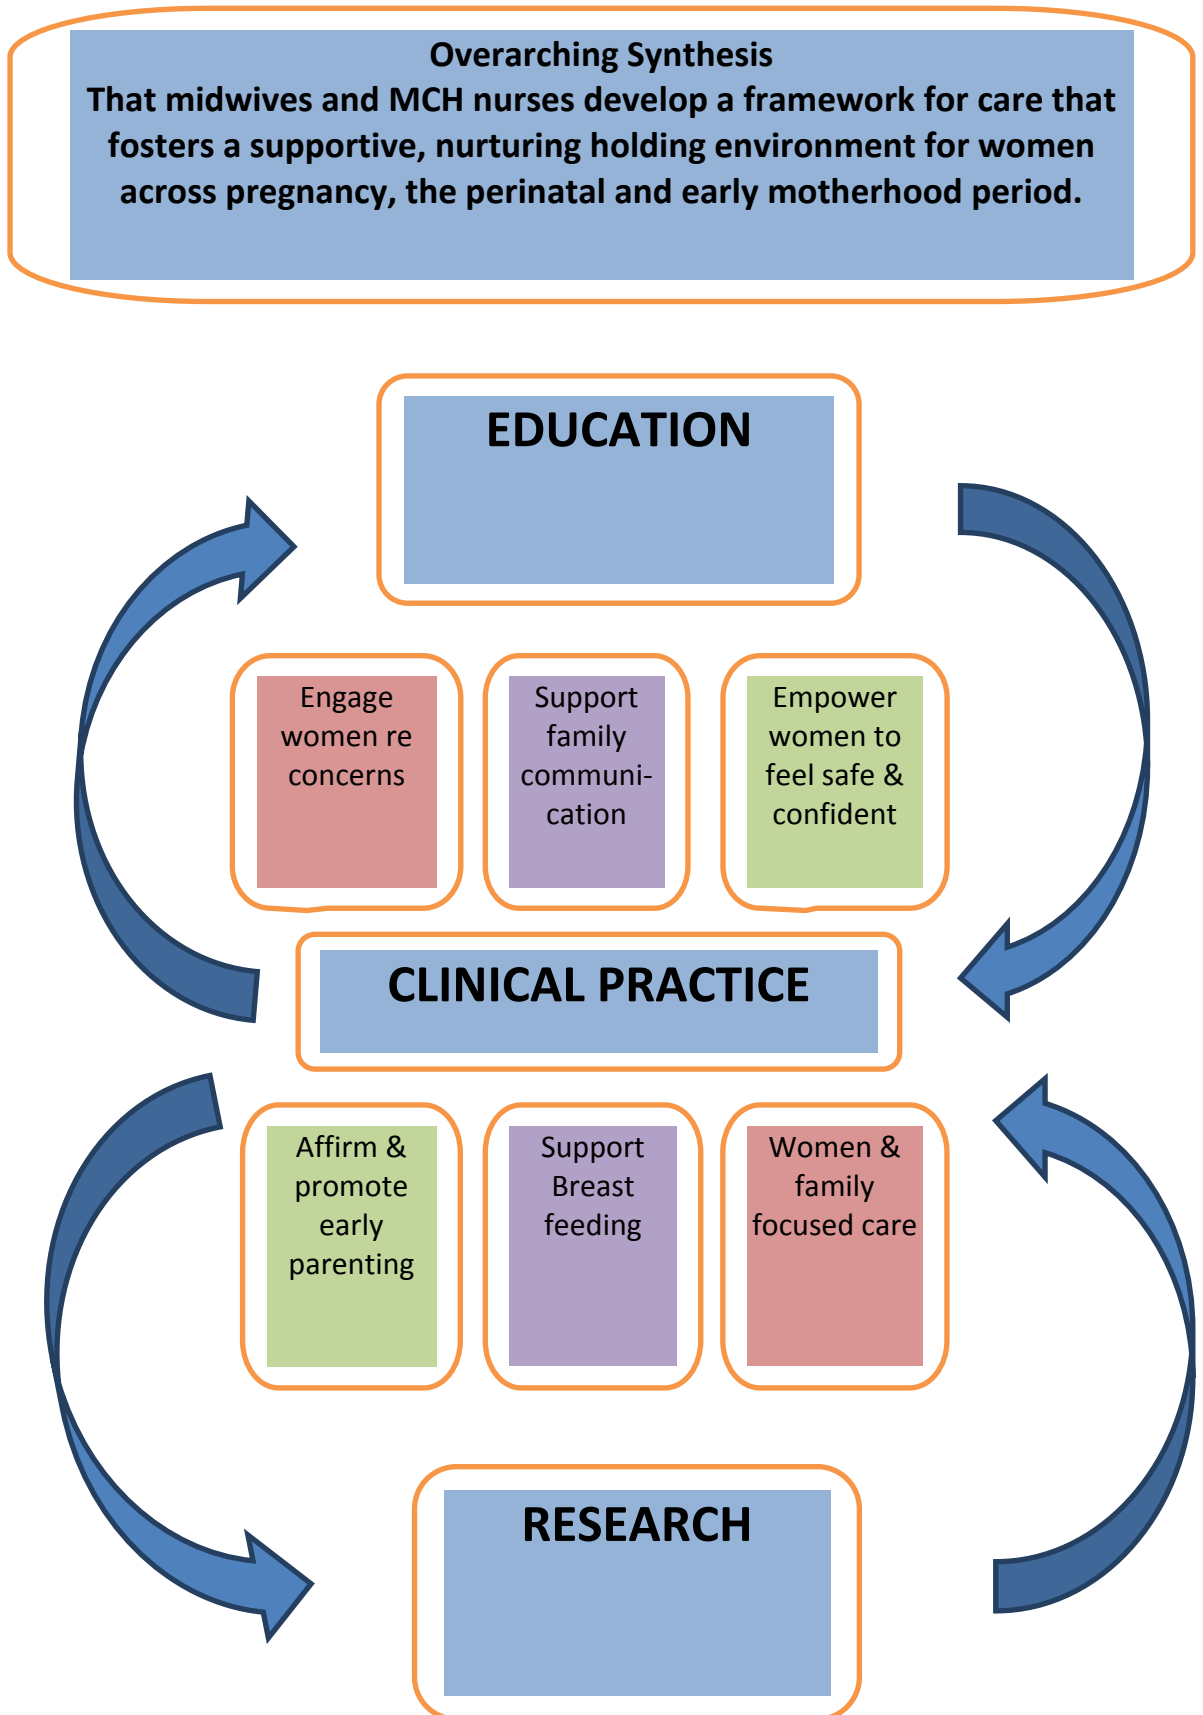 Overarching Synthesis
That midwives and MCH nurses develop a framework for care that
fosters a supportive, nurturing holding environment for women
across pregnancy, the perinatal and early motherhood period.
EDUCATION
Engage
women re
concerns
Support
family
communi-
cation
Empower
women to
feel safe &
confident
CLINICAL PRACTICE
Affirm &
promote
early
parenting
Support
Breast
feeding
Women &
family
focused care
RESEARCH